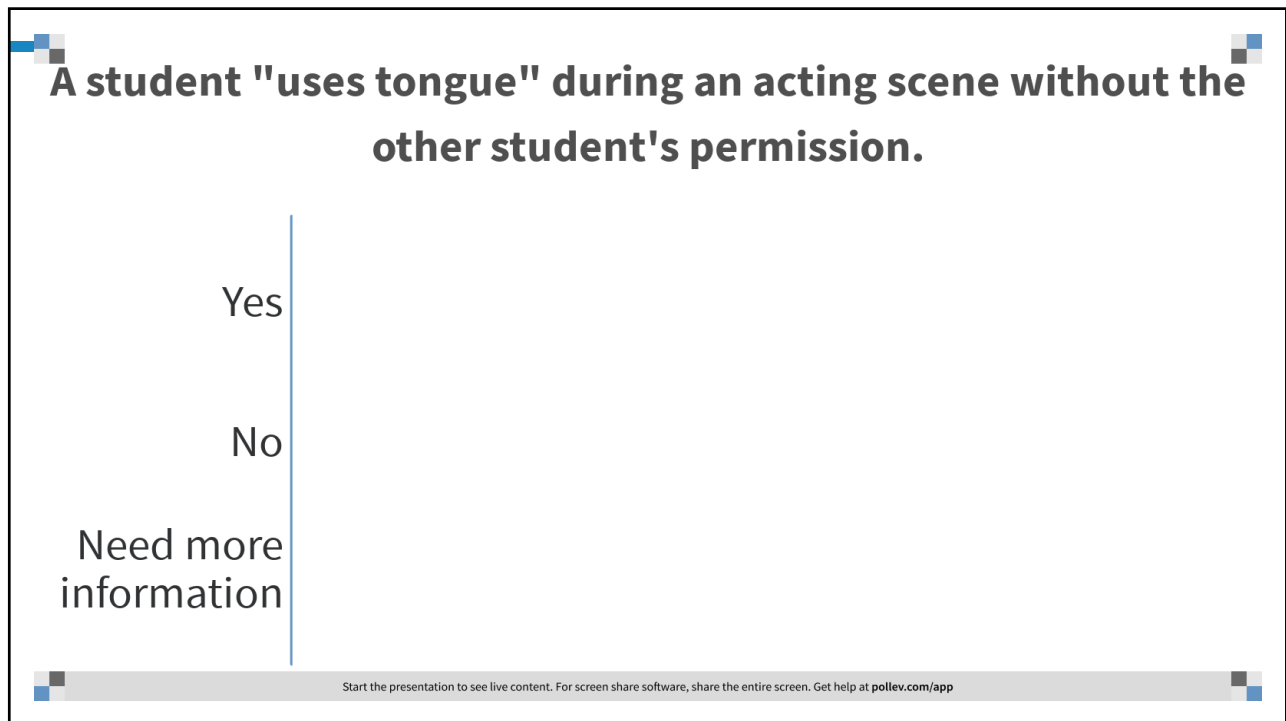 A student "uses tongue" during an acting scene without the
other student's permission.
Yes
No
Need more
information
Start the presentation to see live content. For screen share software, share the entire screen. Get help at pollev.com/app